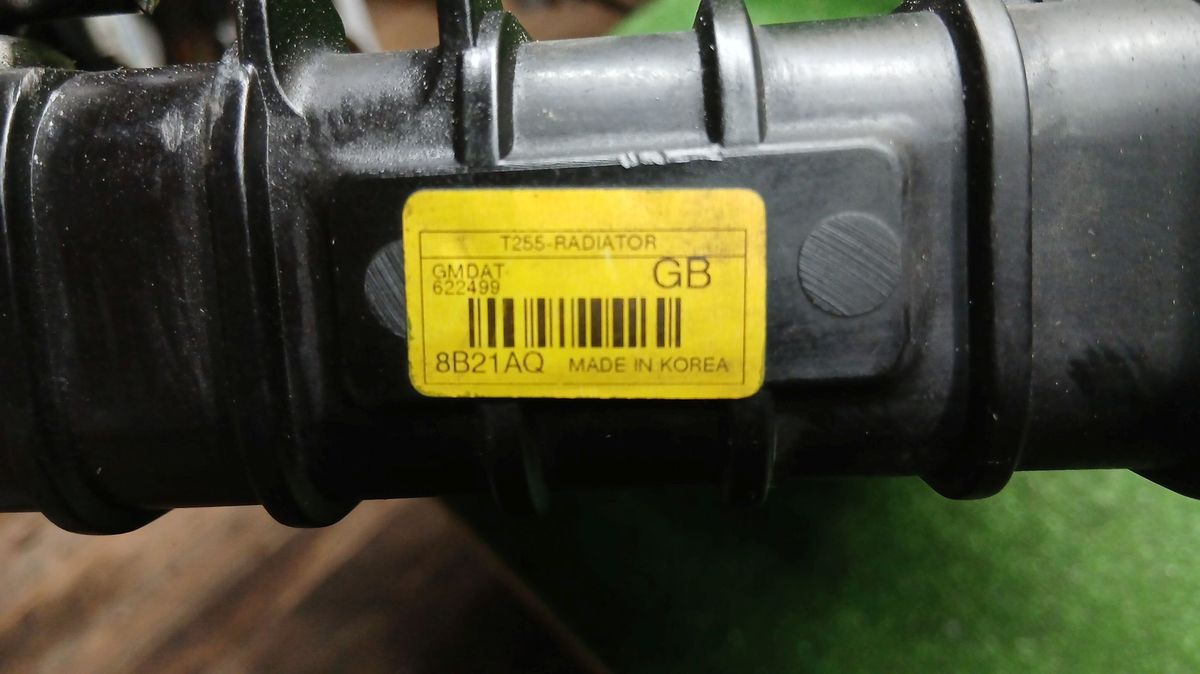 T255-RADIATOR
GMDAT
622499
GB
8B21AQ MADE IN KOREA